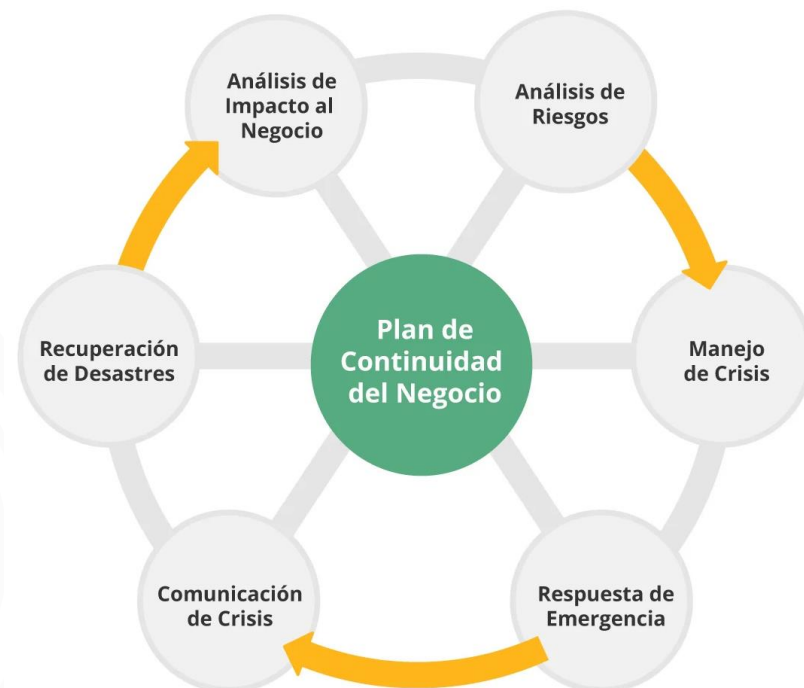 Análisis de
Impacto al
Negocio
Análisis de
Riesgos
Manejo
de Crisis
Respuesta de
Emergencia
Comunicación
de Crisis
Recuperación
de Desastres
Plan de
Continuidad
del Negocio